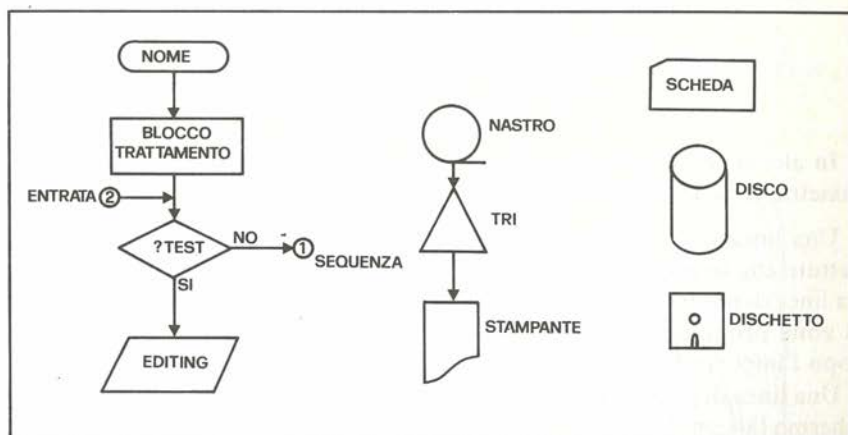 NOME
BLOCCO
TRATTAMENTO
ENTRATA 2
? TEST
NO
1
SEQUENZA
SI
EDITING
NASTRO
TRI
STAMPANTE
SCHEDA
DISCO
DISCHETTO